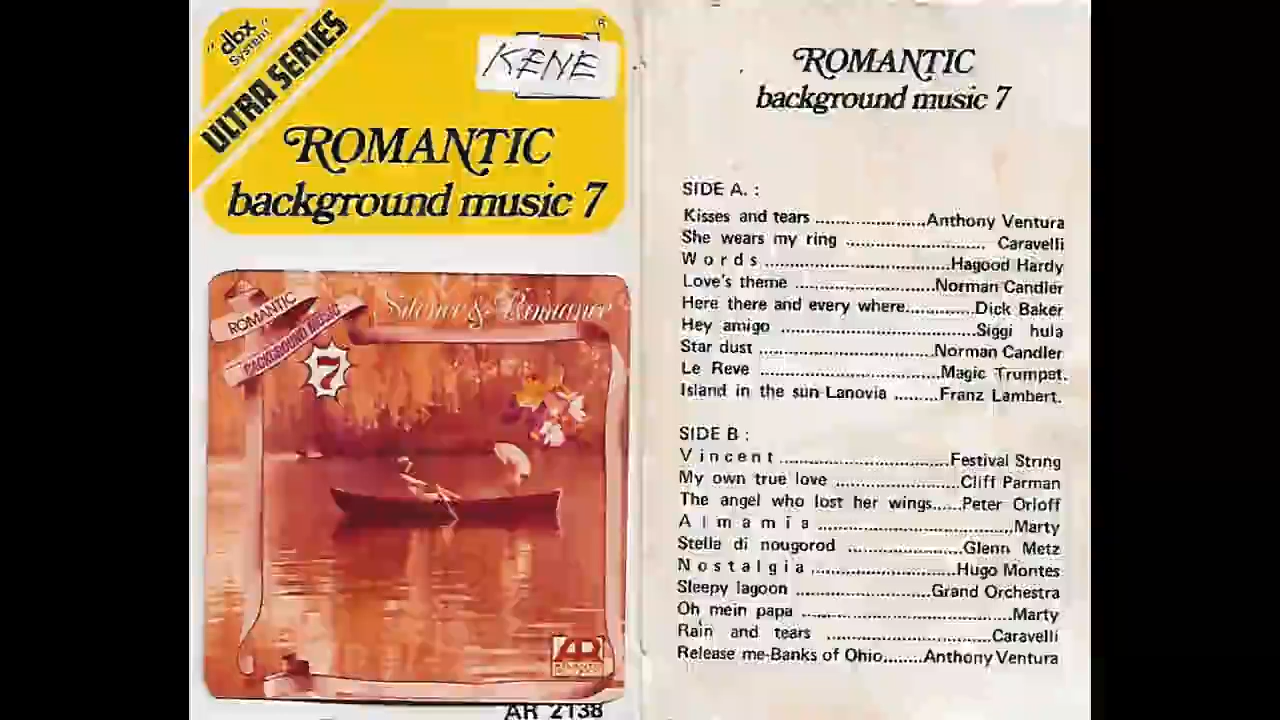 "dbx"
System
ULTRA SERIES
R
KENE
ROMANTIC
background music 7
ROMANTIC
BACKGROUND MUSIC
7
Silence & Romance
AR 2138
ROMANTIC
background music 7
SIDE A. :
Kisses and tears ......................Anthony Ventura
She wears my ring ........................... Caravelli
W o r d s ....................................Hagood Hardy
Love's theme ...........................Norman Candler
Here there and every where.............Dick Baker
Hey amigo .......................................Siggi hula
Star dust ..................................Norman Candler
Le Reve ....................................Magic Trumpet.
Island in the sun-Lanovia .........Franz Lambert.
SIDE B :
V i n c e n t ..................................Festival String
My own true love .........................Cliff Parman
The angel who lost her wings......Peter Orloff
A l m a m i a .......................................Marty
Stella di nougorod .......................Glenn Metz
N o s t a l g i a .............................Hugo Montes
Sleepy lagoon ...........................Grand Orchestra
Oh mein papa ..........................................Marty
Rain and tears .................................Caravelli
Release me-Banks of Ohio........Anthony Ventura